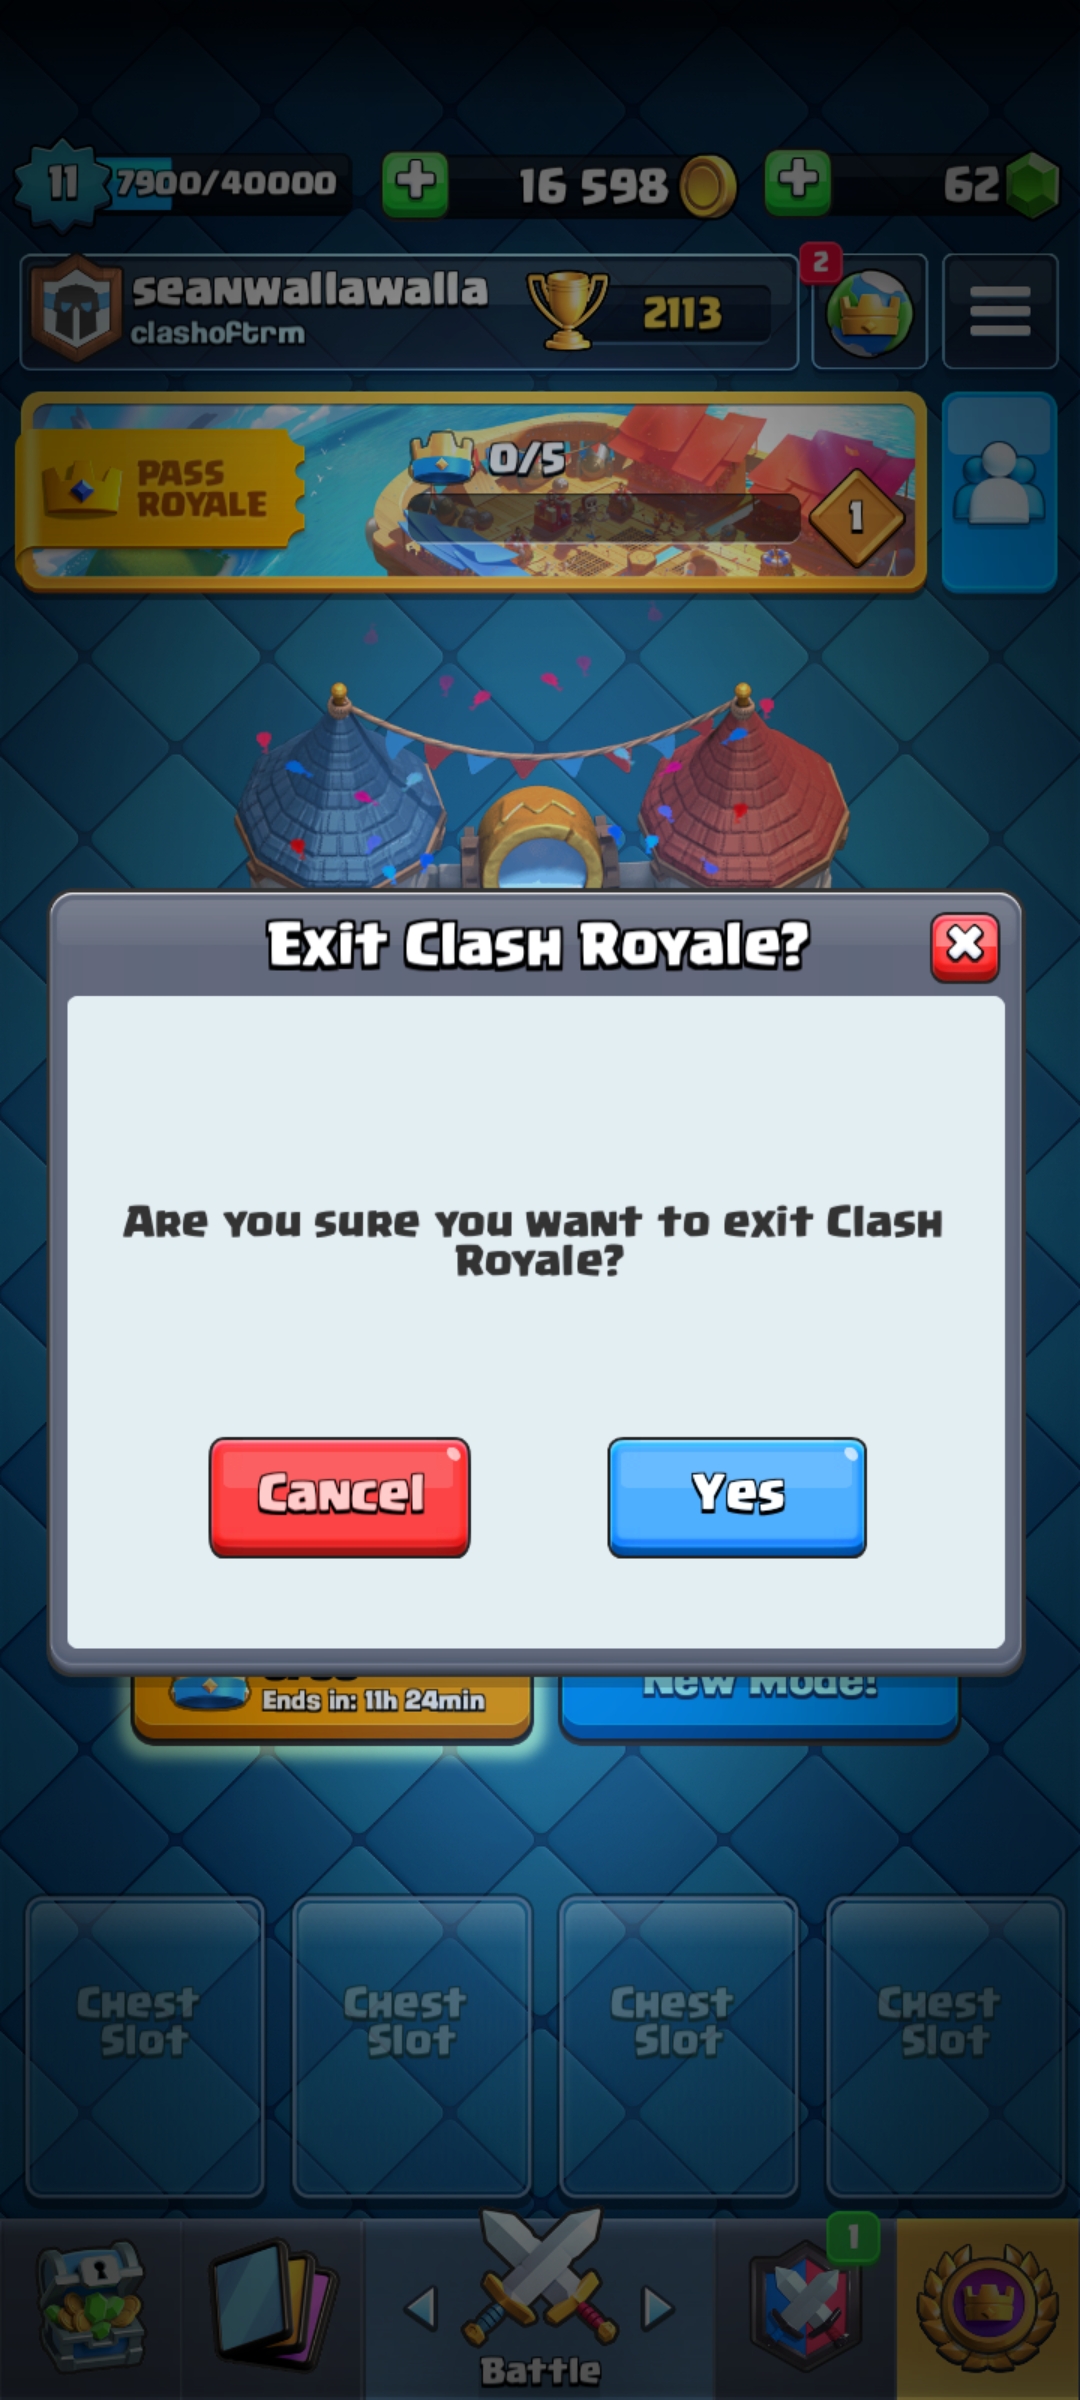 11 7900/40000 16 598 62
seanwallawalla 2113 2
clashoftrm
PASS
ROYALE
0/5
1
Exit Clash Royale?
Are you sure you want to exit Clash
Royale?
Cancel Yes
Ends in: 11h 24min
New Mode!
Chest
Slot
Chest
Slot
Chest
Slot
Chest
Slot
1
Battle